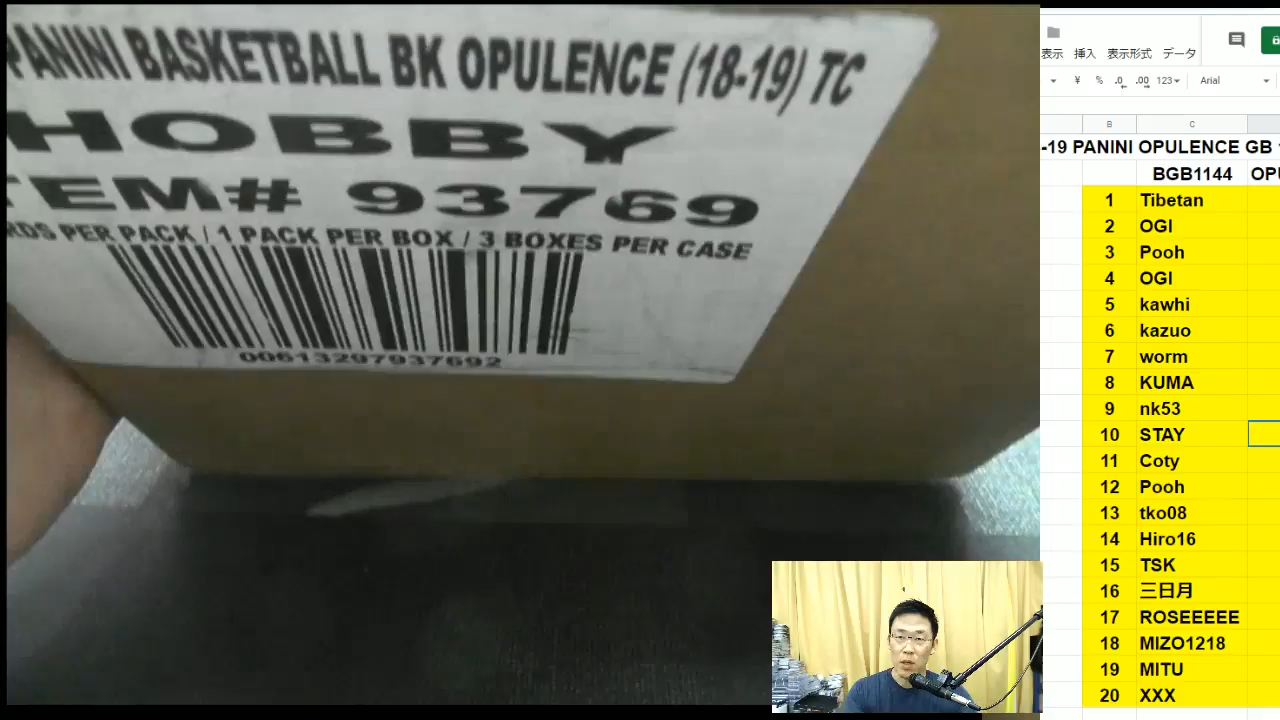 PANINI BASKETBALL BK OPULENCE (18-19) TC
HOBBY
TEM# 93769
RDS PER PACK / 1 PACK PER BOX / 3 BOXES PER CASE
00613297937692
表示 挿入 表示形式 データ
¥ % .0 .00 123 Arial
B C
-19 PANINI OPULENCE GB
BGB1144 OPU
1 Tibetan
2 OGI
3 Pooh
4 OGI
5 kawhi
6 kazuo
7 worm
8 KUMA
9 nk53
10 STAY
11 Coty
12 Pooh
13 tko08
14 Hiro16
15 TSK
16 三日月
17 ROSEEEEE
18 MIZO1218
19 MITU
20 XXX